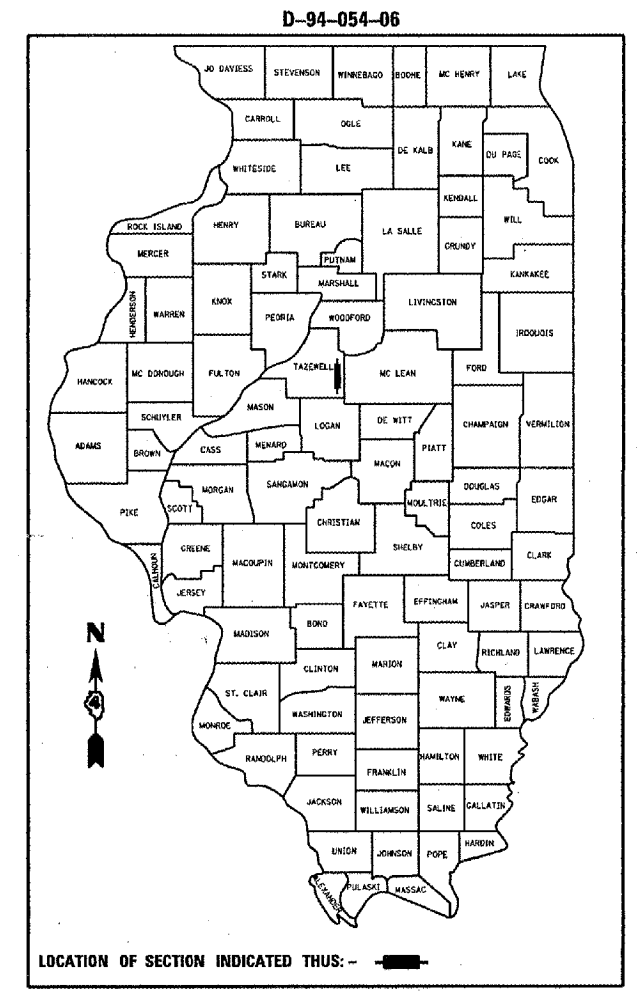 D-94-054-06
JO DAVIESS STEVENSON WINNEBAGO BOONE MC HENRY LAKE
CARROLL OGLE DE KALB KANE DU PAGE COOK
WHITESIDE LEE KENDALL WILL
ROCK ISLAND HENRY BUREAU LA SALLE GRUNDY
MERCER PUTNAM KANKAKEE
STARK MARSHALL
HENDERSON WARREN KNOX PEORIA WOODFORD LIVINGSTON IROQUOIS
HANCOCK MC DONOUGH FULTON TAZEWELL MC LEAN FORD
MASON
SCHUYLER LOGAN DE WITT CHAMPAIGN VERMILION
ADAMS BROWN CASS MENARD PIATT
MACON
MORGAN SANGAMON DOUGLAS EDGAR
PIKE SCOTT CHRISTIAN MOULTRIE COLES
GREENE MACOUPIN MONTGOMERY SHELBY CUMBERLAND CLARK
CALHOUN JERSEY FAYETTE EFFINGHAM JASPER CRAWFORD
MADISON BOND
CLAY RICHLAND LAWRENCE
N CLINTON MARION
4 ST. CLAIR WASHINGTON WAYNE EDWARDS WABASH
MONROE JEFFERSON
RANDOLPH PERRY HAMILTON WHITE
FRANKLIN
JACKSON WILLIAMSON SALINE GALLATIN
UNION JOHNSON POPE HARDIN
ALEXANDER PULASKI MASSAC
LOCATION OF SECTION INDICATED THUS:-